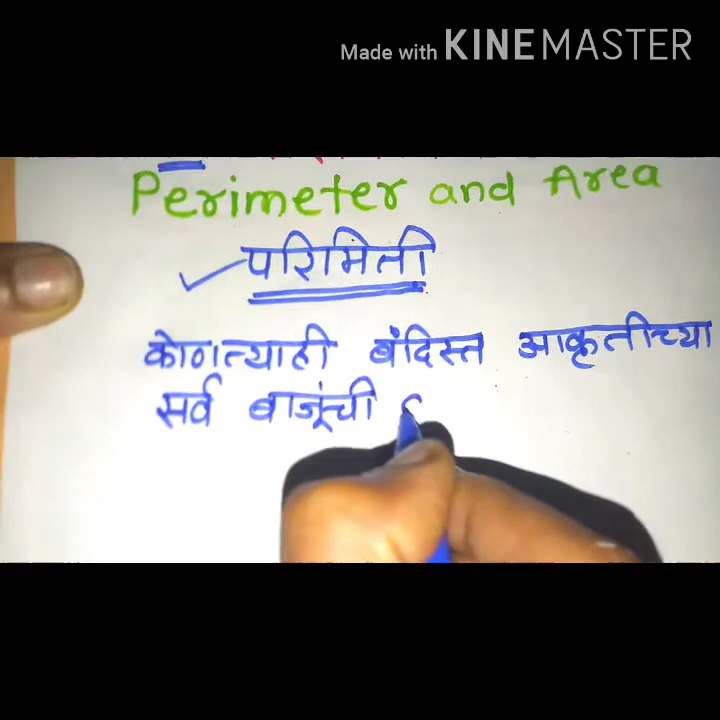 Made with KINEMASTER
Perimeter and Area
परिमिती
कोणत्याही बंदिस्त आकृतीच्या
सर्व बाजूंची